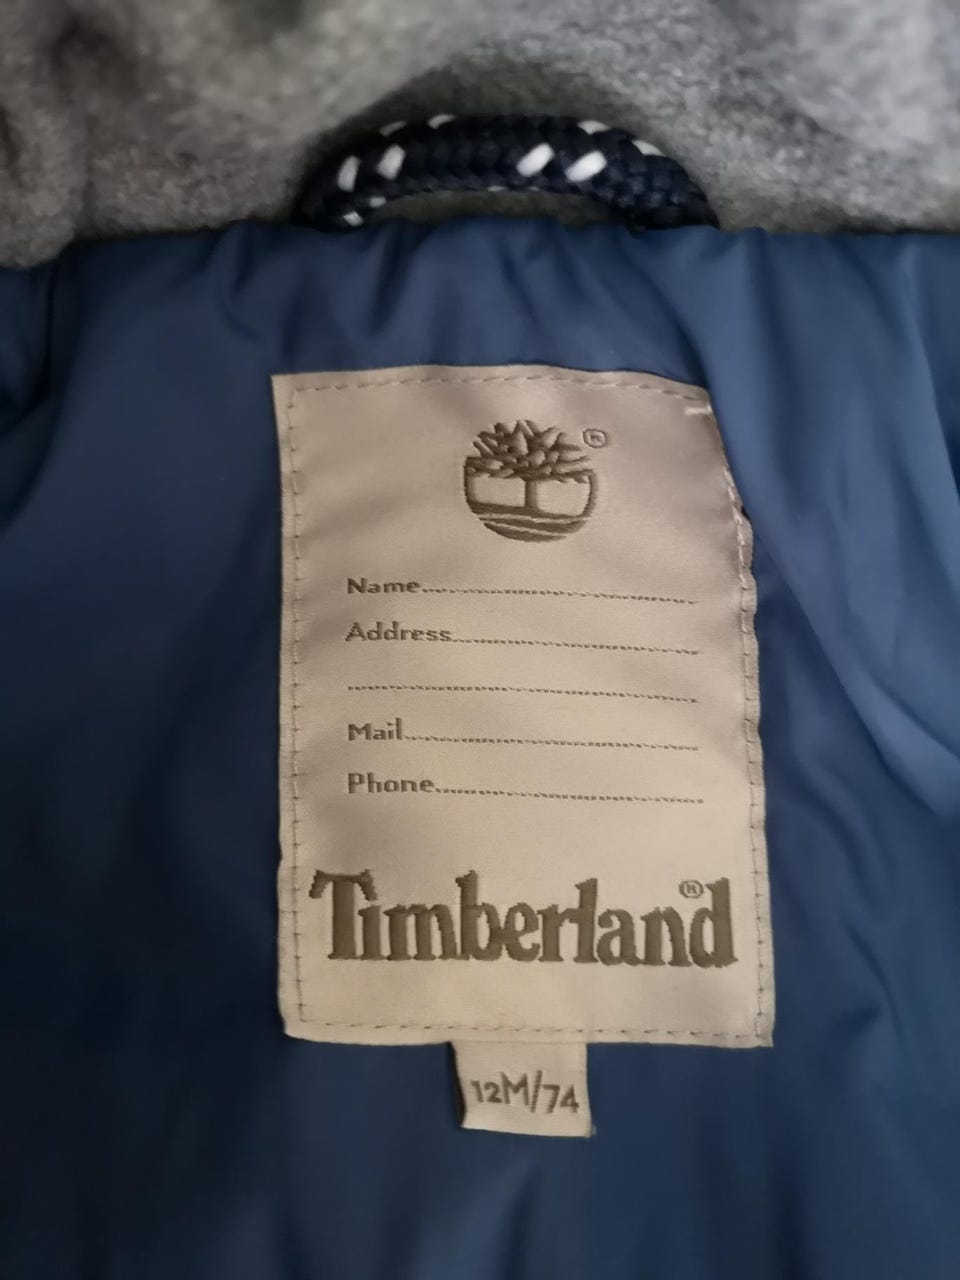 ®
Name
Address
Mail
Phone
Timberland®
12M/74